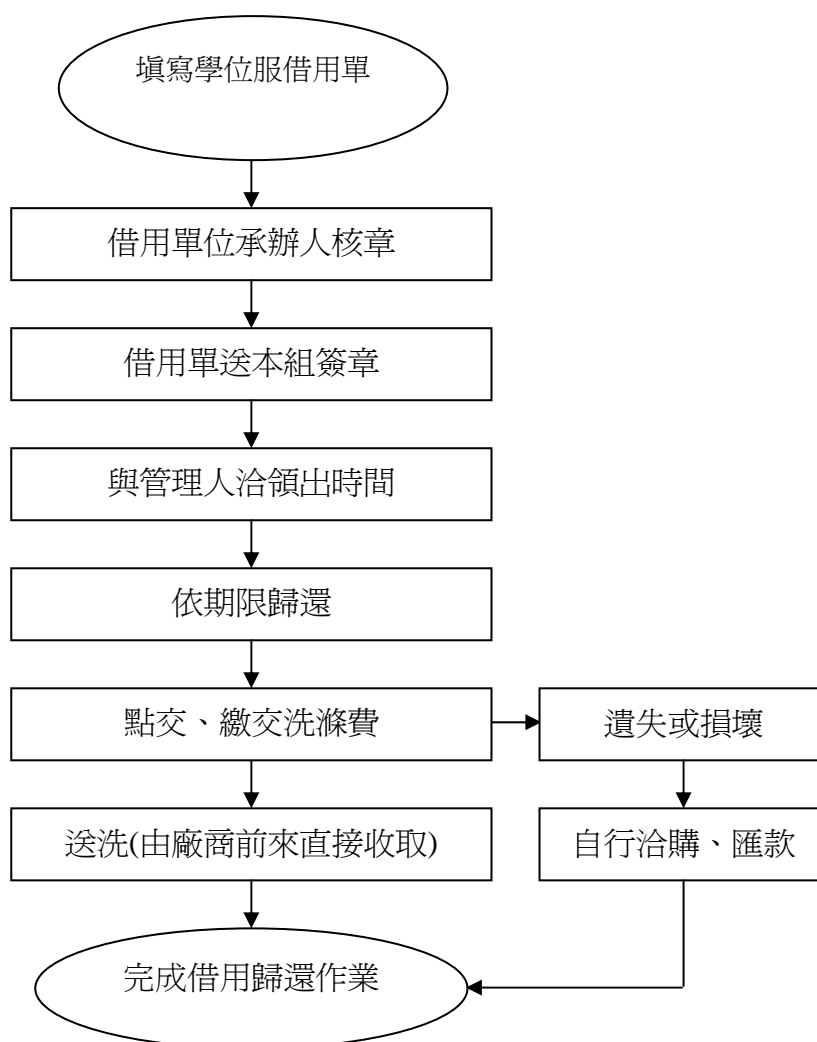 填寫學位服借用單
借用單位承辦人核章
借用單送本組簽章
與管理人洽領出時間
依期限歸還
點交、繳交洗滌費
遺失或損壞
送洗(由廠商前來直接收取)
自行洽購、匯款
完成借用歸還作業